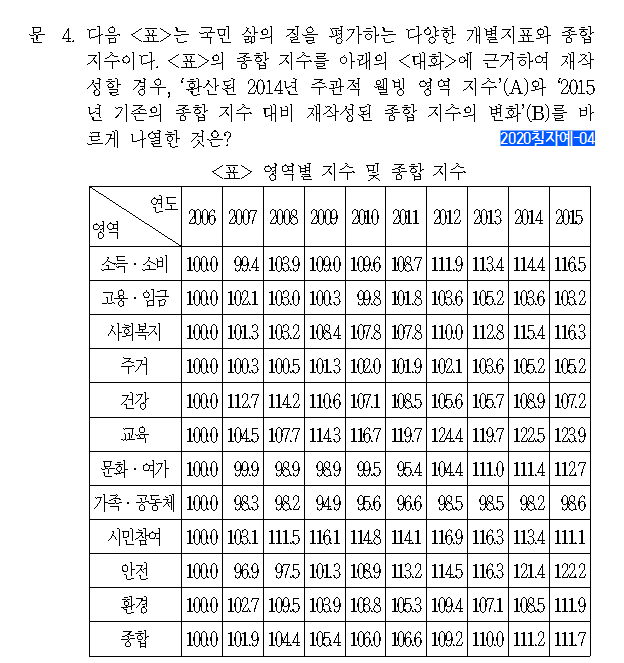 문 4. 다음 <표>는 국민 삶의 질을 평가하는 다양한 개별지표와 종합
지수이다. <표>의 종합 지수를 아래의 <대화>에 근거하여 재작
성할 경우, ‘환산된 2014년 주관적 웰빙 영역 지수’(A)와 ‘2015
년 기존의 종합 지수 대비 재작성된 종합 지수의 변화’(B)를 바
르게 나열한 것은? 2020침자예-04
<표> 영역별 지수 및 종합 지수
연도 영역 2006 2007 2008 2009 2010 2011 2012 2013 2014 2015
소득·소비 100.0 99.4 103.9 109.0 109.6 108.7 111.9 113.4 114.4 116.5
고용·임금 100.0 102.1 103.0 100.3 99.8 101.8 103.6 105.2 103.6 103.2
사회복지 100.0 101.3 103.2 108.4 107.8 107.8 110.0 112.8 115.4 116.3
주거 100.0 100.3 100.5 101.3 102.0 101.9 102.1 103.6 105.2 105.2
건강 100.0 112.7 114.2 110.6 107.1 108.5 105.6 105.7 108.9 107.2
교육 100.0 104.5 107.7 114.3 116.7 119.7 124.4 119.7 122.5 123.9
문화·여가 100.0 99.9 98.9 98.9 99.5 95.4 104.4 111.0 111.4 112.7
가족·공동체 100.0 98.3 98.2 94.9 95.6 96.6 98.5 98.5 98.2 98.6
시민참여 100.0 103.1 111.5 116.1 114.8 114.1 116.9 116.3 113.4 111.1
안전 100.0 96.9 97.5 101.3 108.9 113.2 114.5 116.3 121.4 122.2
환경 100.0 102.7 109.5 103.9 103.8 105.3 109.4 107.1 108.5 111.9
종합 100.0 101.9 104.4 105.4 106.0 106.6 109.2 110.0 111.2 111.7